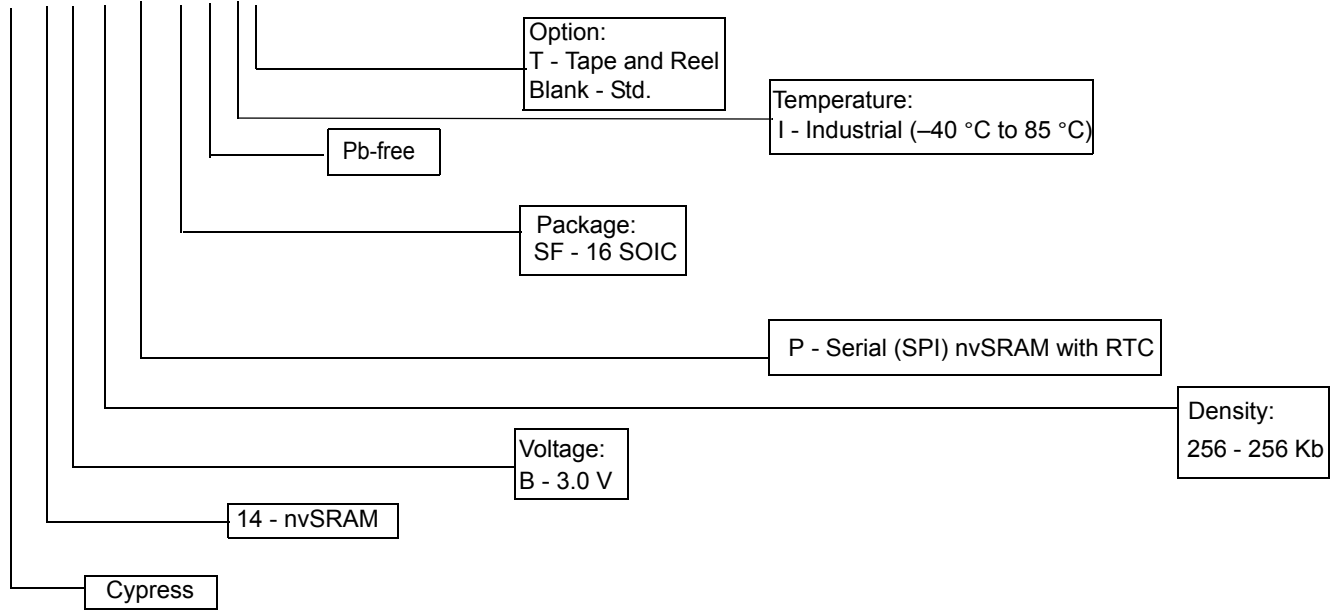 Option:
T - Tape and Reel
Blank - Std.
Temperature:
I - Industrial (–40 °C to 85 °C)
Pb-free
Package:
SF - 16 SOIC
P - Serial (SPI) nvSRAM with RTC
Density:
256 - 256 Kb
Voltage:
B - 3.0 V
14 - nvSRAM
Cypress